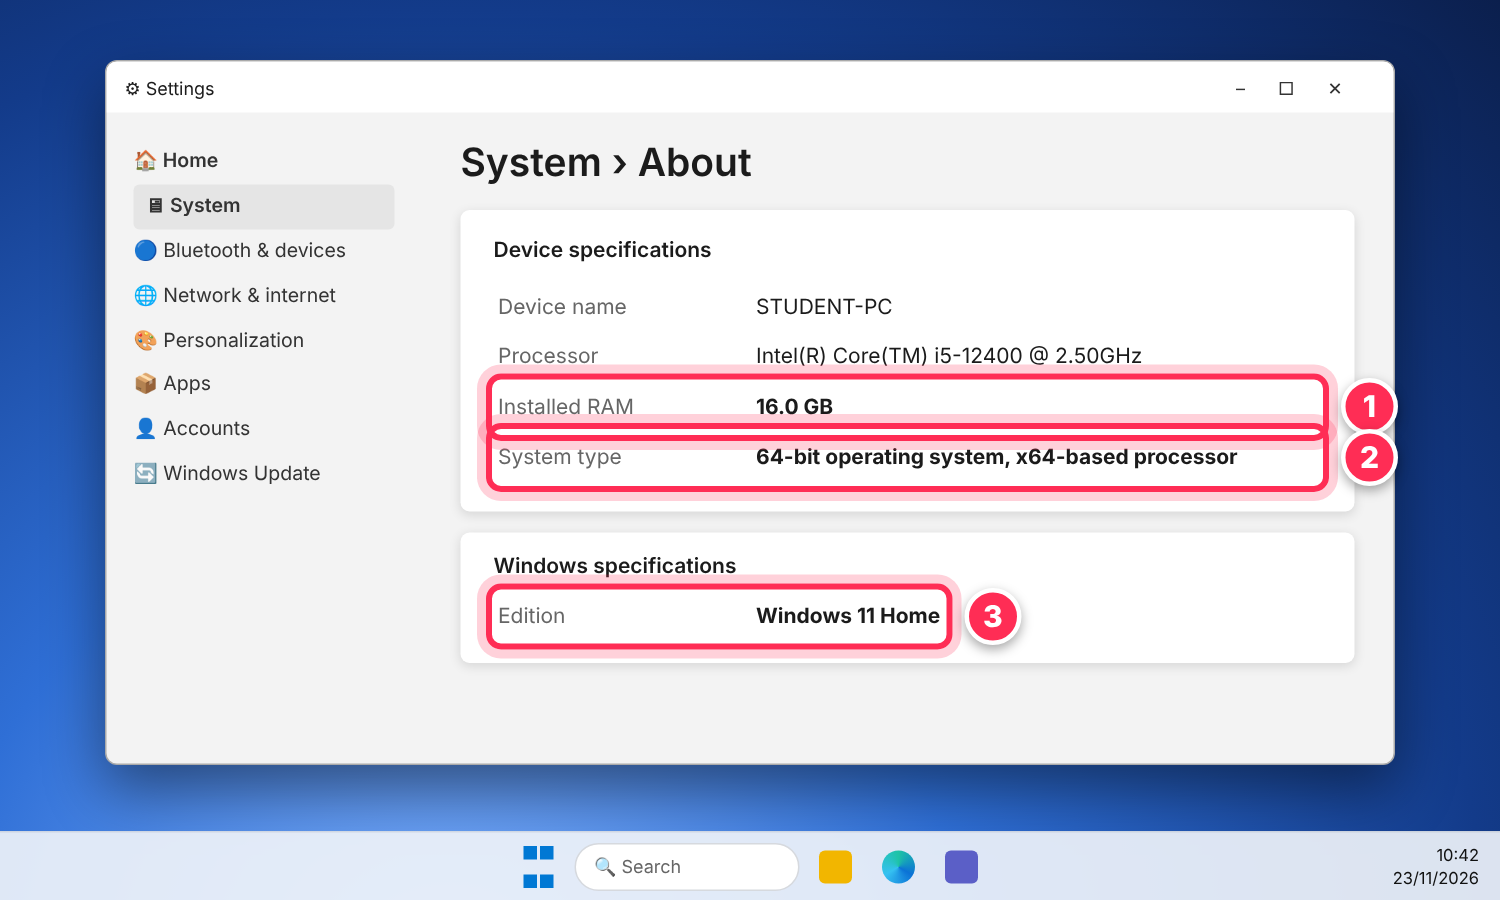 Settings
Home
System
Bluetooth & devices
Network & internet
Personalization
Apps
Accounts
Windows Update
System › About
Device specifications
Device name STUDENT-PC
Processor Intel(R) Core(TM) i5-12400 @ 2.50GHz
Installed RAM 16.0 GB 1
System type 64-bit operating system, x64-based processor 2
Windows specifications
Edition Windows 11 Home 3
Search
10:42
23/11/2026